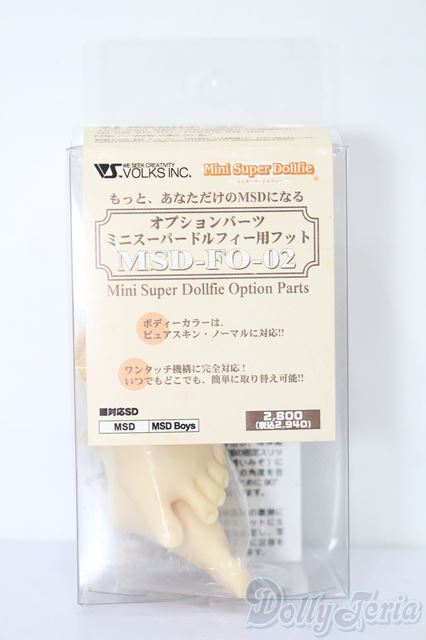 WE SEEK CREATIVITY
VS.VOLKS INC.
Mini Super Dollfie
ミニスーパードルフィー
もっと、あなただけのMSDになる
オプションパーツ
ミニスーパードルフィー用フット
MSD-FO-02
Mini Super Dollfie Option Parts
ボディーカラーは、
ピュアスキン・ノーマルに対応!!
ワンタッチ機構に完全対応!
いつでもどこでも、簡単に取り替え可能!!
■対応SD
MSD
MSD Boys
2,800
(税込2,940)
DollyTeria